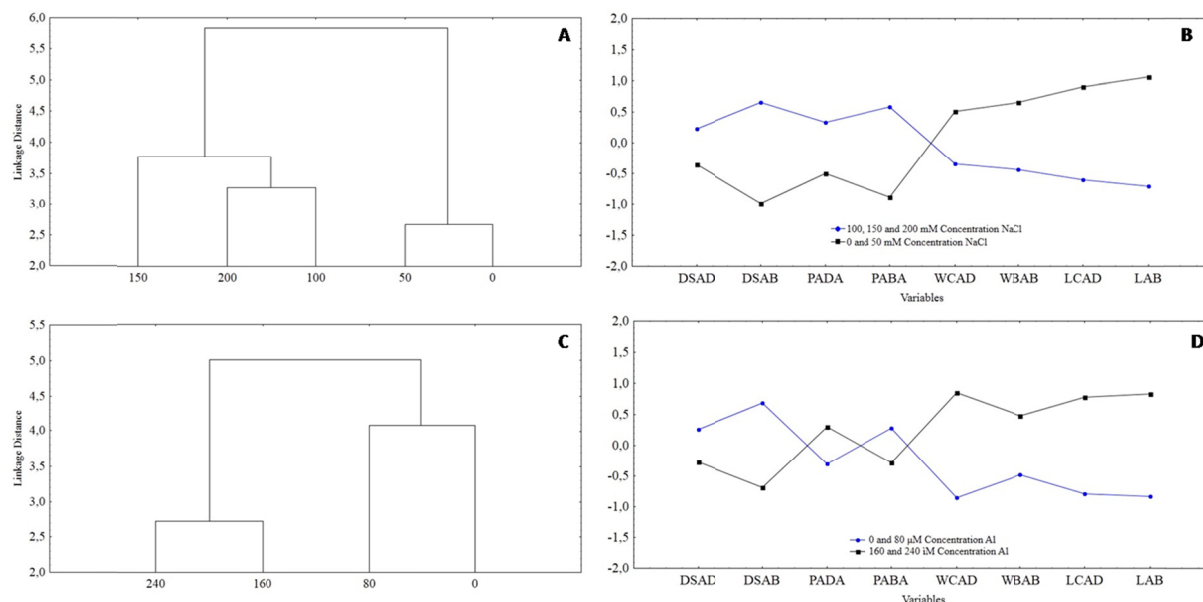 6,0
5,5
5,0
4,5
4,0
3,5
3,0
2,5
2,0
Linkage Distance
A
150 200 100 50 0
2,0
1,5
1,0
0,5
0,0
-0,5
-1,0
-1,5
2,0
B
100, 150 and 200 mM Concentration NaCl
0 and 50 mM Concentration NaCl
DSAD DSAB PADA PABA WCAD W3AB LCAD LAB
Variables
5,5
5,0
4,5
4,0
3,5
3,0
2,5
2,0
Linkage Distance
C
240 160 80 0
2,0
1,5
1,0
0,5
0,0
-0,5
-1,0
-1,5
-2,0
D
0 and 80 µM Concentration Al
160 and 240 iM Concentration Al
DSAD DSAB PADA PABA WCAD WBAB LCAD LAB
Variables